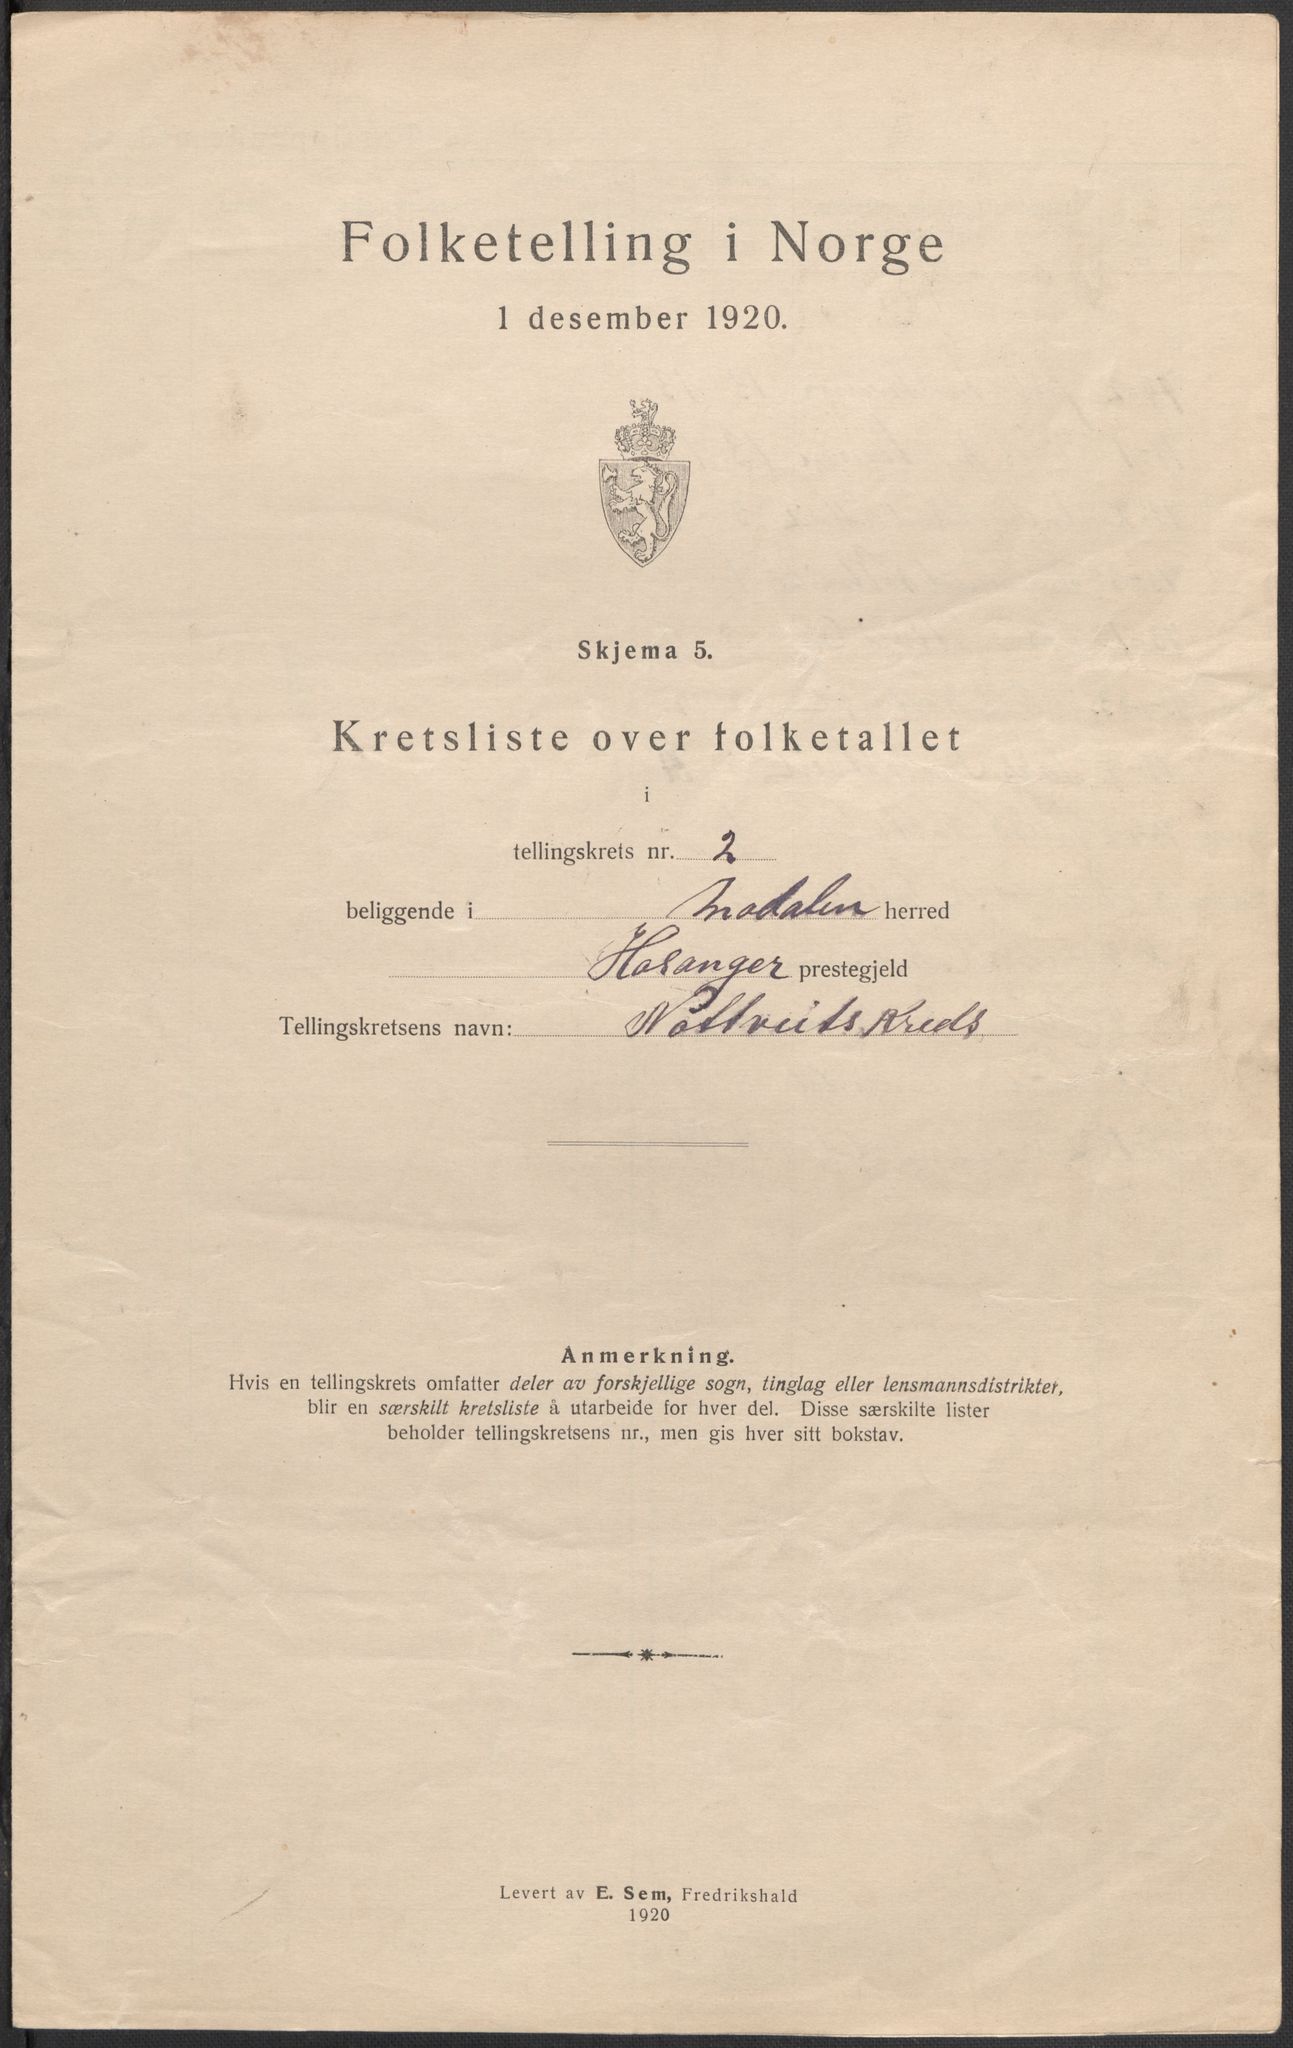 Folketelling i Norge
1 desember 1920.
Skjema 5.
Kretsliste over folketallet
i
tellingskrets nr. 2
beliggende i Modalen herred
Hosanger prestegjeld
Tellingskretsens navn: Nottveits Kreds
Anmerkning.
Hvis en tellingskrets omfatter deler av forskjellige sogn, tinglag eller lensmannsdistrikter,
blir en særskilt kretsliste å utarbeide for hver del. Disse særskilte lister
beholder tellingskretsens nr., men gis hver sitt bokstav.
Levert av E. Sem, Fredrikshald
1920